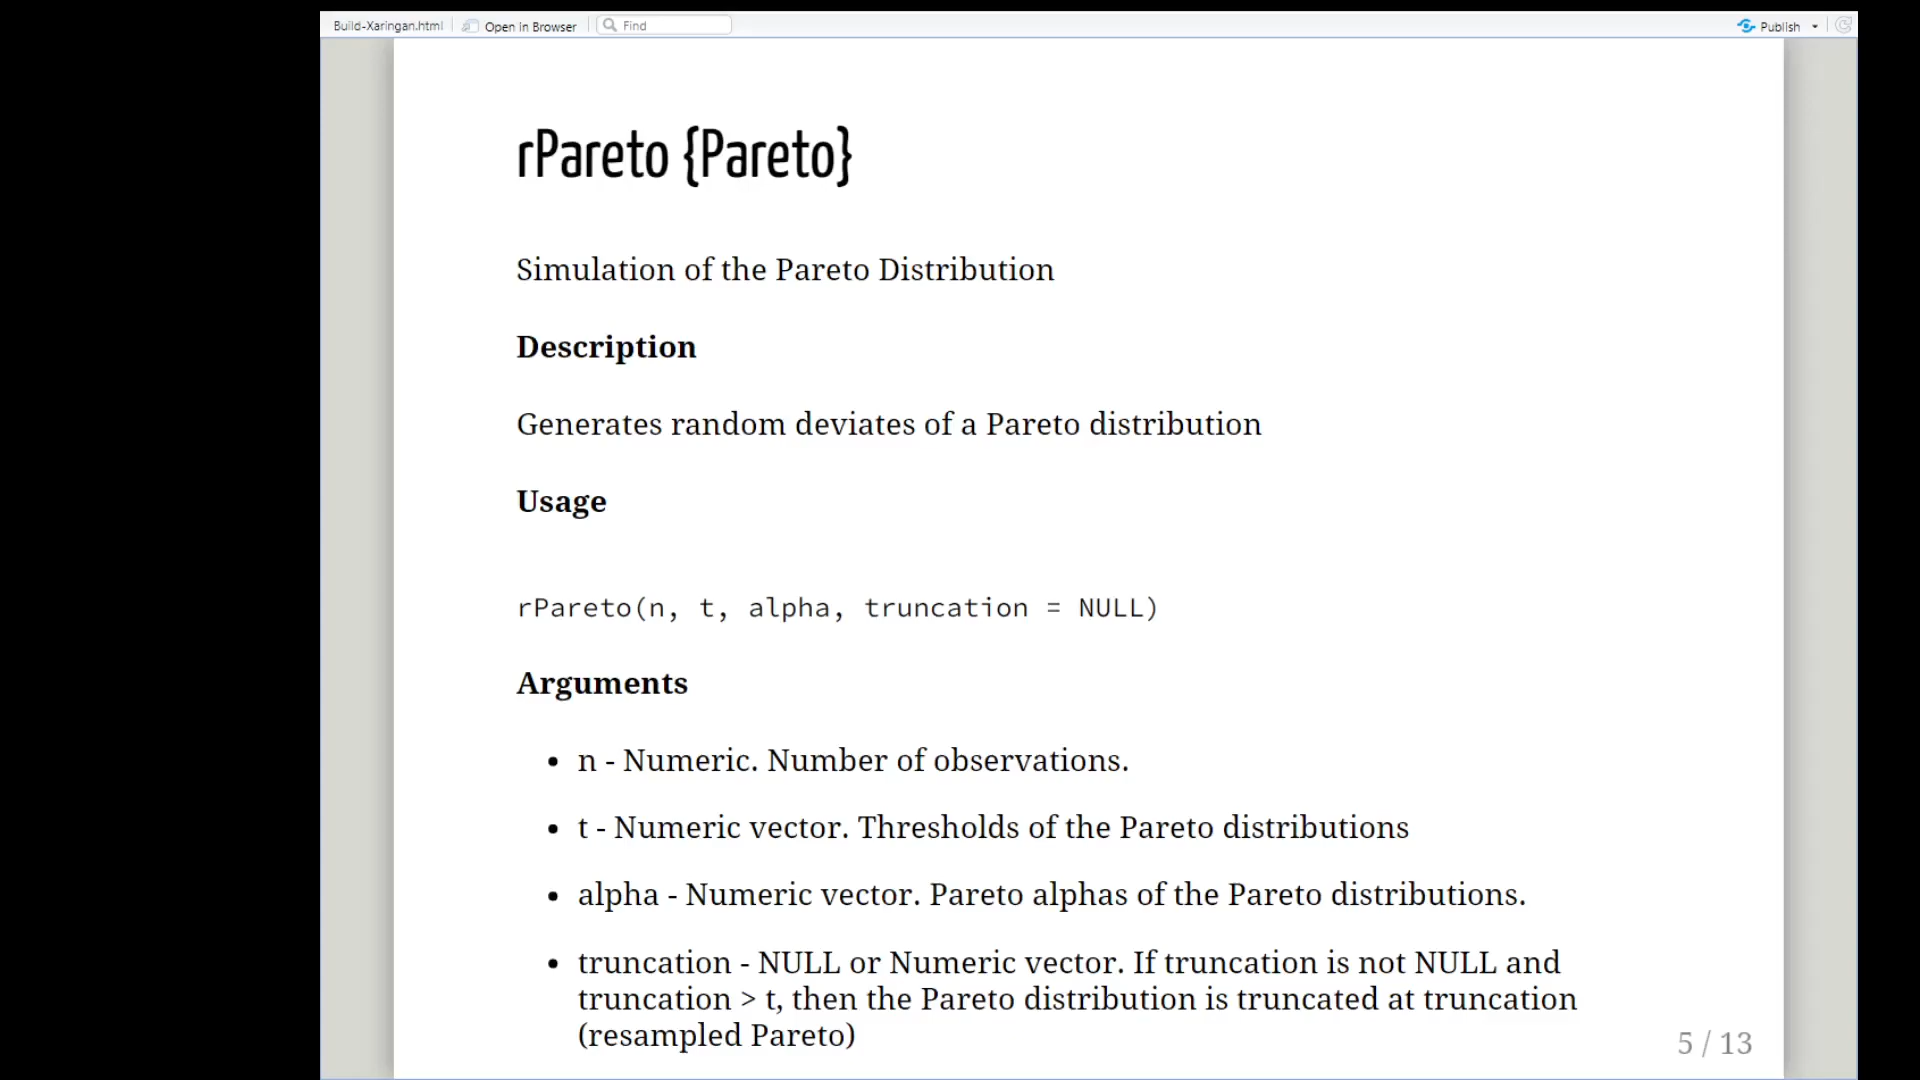 Build-Xaringan.html Open in Browser Find Publish
rPareto {Pareto}
Simulation of the Pareto Distribution
Description
Generates random deviates of a Pareto distribution
Usage
rPareto(n, t, alpha, truncation = NULL)
Arguments
• n - Numeric. Number of observations.
• t - Numeric vector. Thresholds of the Pareto distributions
• alpha - Numeric vector. Pareto alphas of the Pareto distributions.
• truncation - NULL or Numeric vector. If truncation is not NULL and
truncation > t, then the Pareto distribution is truncated at truncation
(resampled Pareto)
5 / 13